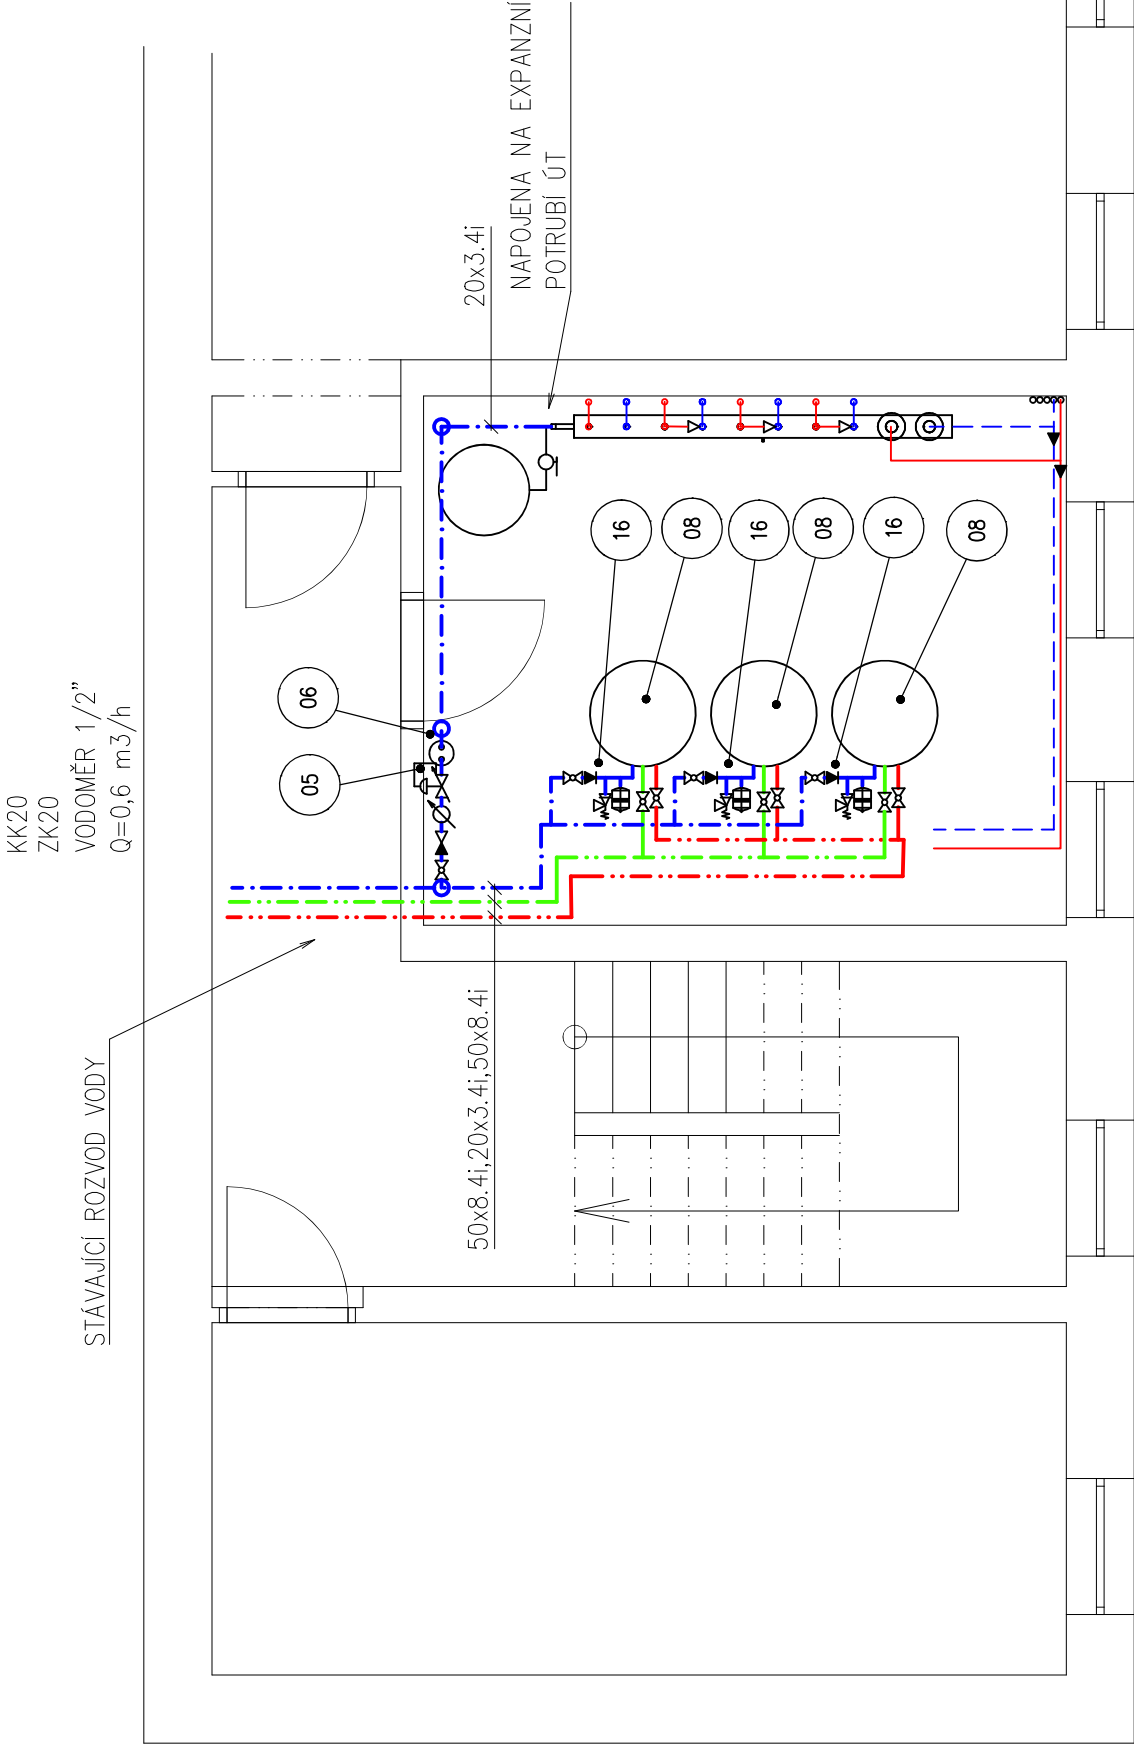 KK20
ZK20
VODOMĚR 1/2"
Q=0,6 m3/h
STÁVAJÍCÍ ROZVOD VODY
50x8.4i,20x3.4i,50x8.4i
20x3.4i
NAPOJENA NA EXPANZNÍ
POTRUBÍ ÚT
05
06
16
08
16
08
16
08